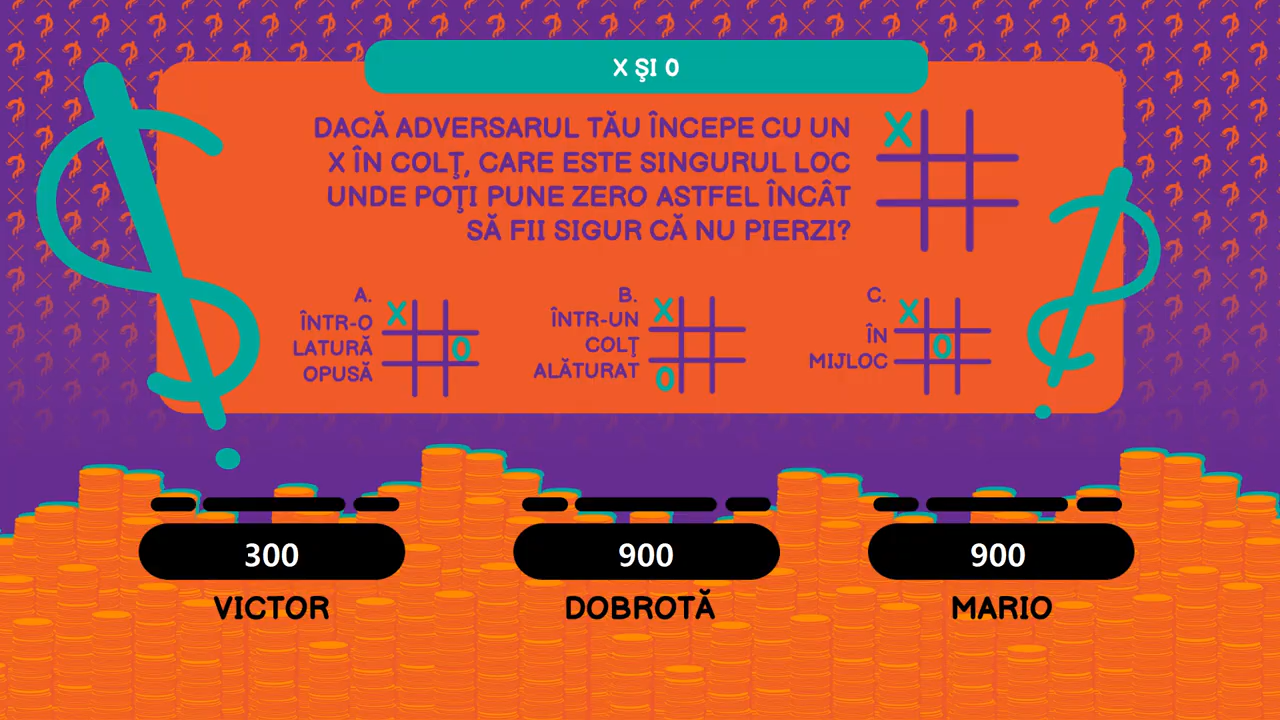 X ŞI 0
DACĂ ADVERSARUL TĂU ÎNCEPE CU UN
X ÎN COLŢ, CARE ESTE SINGURUL LOC
UNDE POŢI PUNE ZERO ASTFEL ÎNCÂT
SĂ FII SIGUR CĂ NU PIERZI?
X
A.
ÎNTR-O
LATURĂ
OPUSĂ
X
0
B.
ÎNTR-UN
COLŢ
ALĂTURAT
X
0
C.
ÎN
MIJLOC
X
0
300
900
900
VICTOR
DOBROTĂ
MARIO